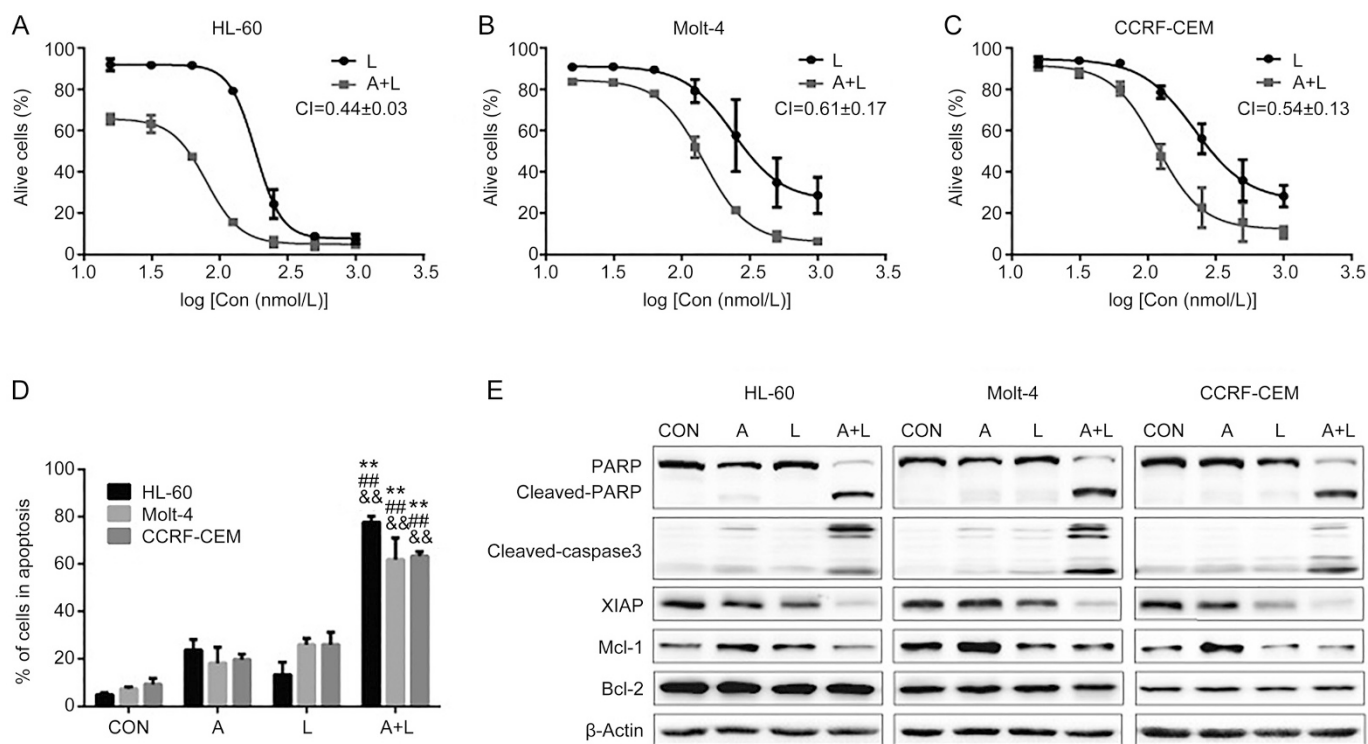 A
HL-60
100
80
60
40
20
0
Alive cells (%)
L
A+L
CI=0.44±0.03
1.0 1.5 2.0 2.5 3.0 3.5
log [Con (nmol/L)]
B
Molt-4
100
80
60
40
20
0
Alive cells (%)
L
A+L
CI=0.61±0.17
1.0 1.5 2.0 2.5 3.0 3.5
log [Con (nmol/L)]
C
CCRF-CEM
100
80
60
40
20
0
Alive cells (%)
L
A+L
CI=0.54±0.13
1.0 1.5 2.0 2.5 3.0 3.5
log [Con (nmol/L)]
D
100
80
60
40
20
0
% of cells in apoptosis
HL-60
Molt-4
CCRF-CEM
**
##
&&
**
##
&&
**
##
&&
CON A L A+L
E
HL-60 Molt-4 CCRF-CEM
CON A L A+L CON A L A+L CON A L A+L
PARP
Cleaved-PARP
Cleaved-caspase3
XIAP
Mcl-1
Bcl-2
β-Actin